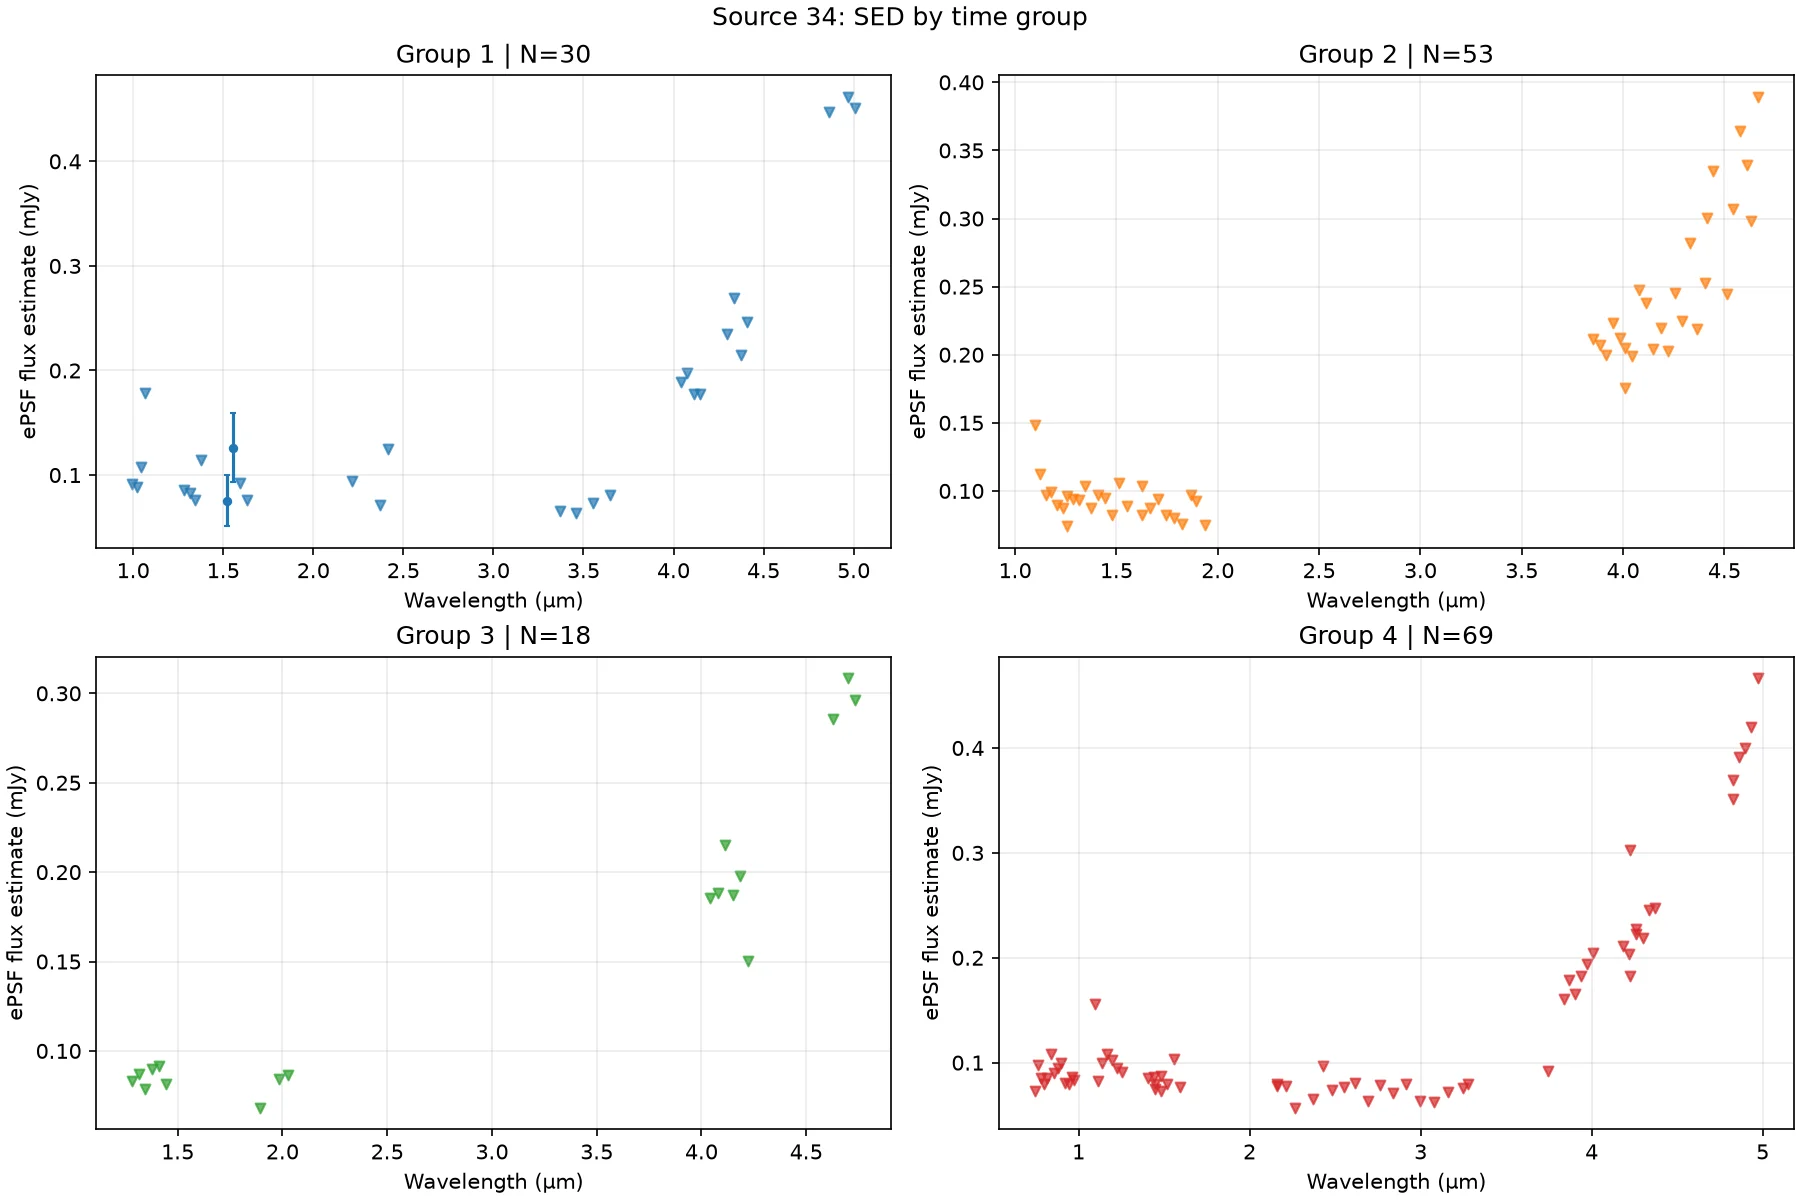 Source 34: SED by time group
Group 1 | N=30
ePSF flux estimate (mJy)
0.4
0.3
0.2
0.1
1.0 1.5 2.0 2.5 3.0 3.5 4.0 4.5 5.0
Wavelength (µm)
Group 2 | N=53
ePSF flux estimate (mJy)
0.40
0.35
0.30
0.25
0.20
0.15
0.10
1.0 1.5 2.0 2.5 3.0 3.5 4.0 4.5
Wavelength (µm)
Group 3 | N=18
ePSF flux estimate (mJy)
0.30
0.25
0.20
0.15
0.10
1.5 2.0 2.5 3.0 3.5 4.0 4.5
Wavelength (µm)
Group 4 | N=69
ePSF flux estimate (mJy)
0.4
0.3
0.2
0.1
1 2 3 4 5
Wavelength (µm)